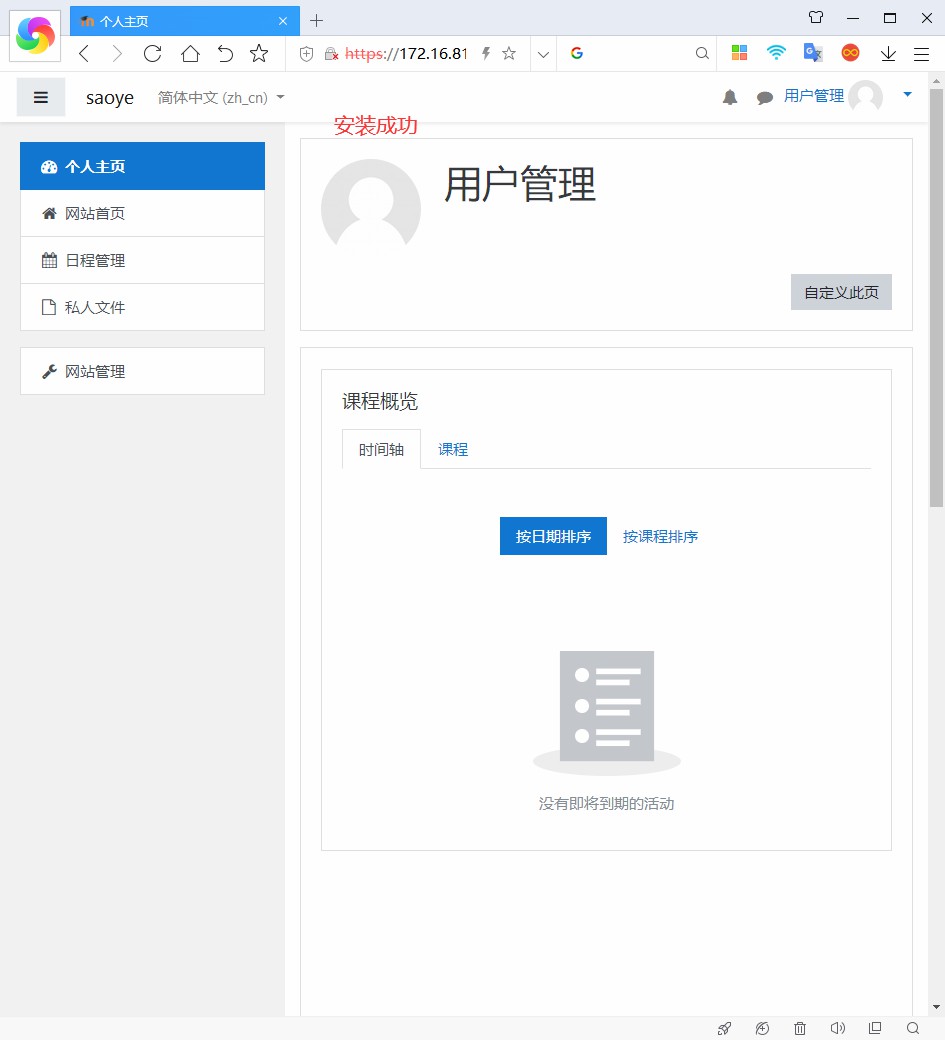 个人主页
https://172.16.81
saoye 简体中文 (zh_cn) 用户管理
安装成功
个人主页
网站首页
日程管理
私人文件
网站管理
用户管理
自定义此页
课程概览
时间轴 课程
按日期排序 按课程排序
没有即将到期的活动